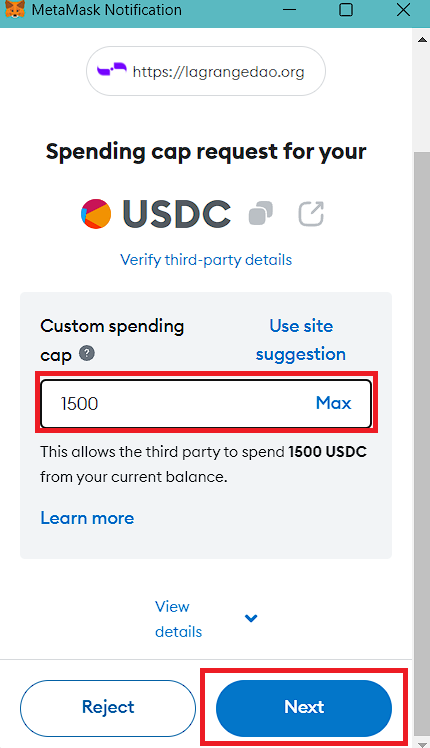 MetaMask Notification
https://lagrangedao.org
Spending cap request for your
USDC
Verify third-party details
Custom spending
cap ?
Use site
suggestion
1500 Max
This allows the third party to spend 1500 USDC
from your current balance.
Learn more
View
details
Reject Next